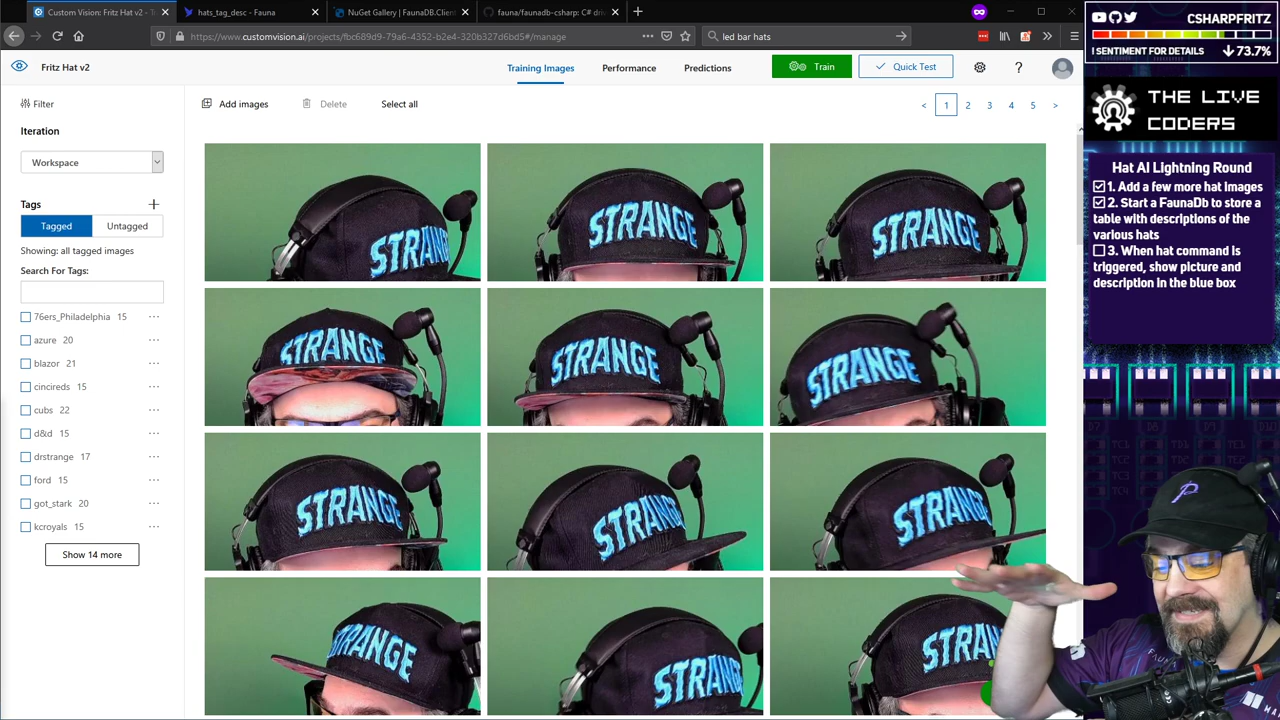 Custom Vision: Fritz Hat v2 - T
hats_tag_desc - Fauna
NuGet Gallery | FaunaDB.Client
fauna/faunadb-csharp: C# driv
https://www.customvision.ai/projects/fbc689d9-79a6-4352-b2e4-320b327d6bd5#/manage
led bar hats
Fritz Hat v2
Training Images
Performance
Predictions
Train
Quick Test
Filter
Add images
Delete
Select all
< 1 2 3 4 5 >
Iteration
Workspace
Tags
Tagged
Untagged
Showing: all tagged images
Search For Tags:
76ers_Philadelphia 15
azure 20
blazor 21
cincireds 15
cubs 22
d&d 15
drstrange 17
ford 15
got_stark 20
kcroyals 15
Show 14 more
STRANGE
STRANGE
STRANGE
STRANGE
STRANGE
STRANGE
STRANGE
STRANGE
STRANGE
STRANGE
STRANG
STRAN
CSHARPFRITZ
! SENTIMENT FOR DETAILS
73.7%
THE LIVE
CODERS
Hat AI Lightning Round
1. Add a few more hat images
2. Start a FaunaDb to store a
table with descriptions of the
various hats
3. When hat command is
triggered, show picture and
description in the blue box